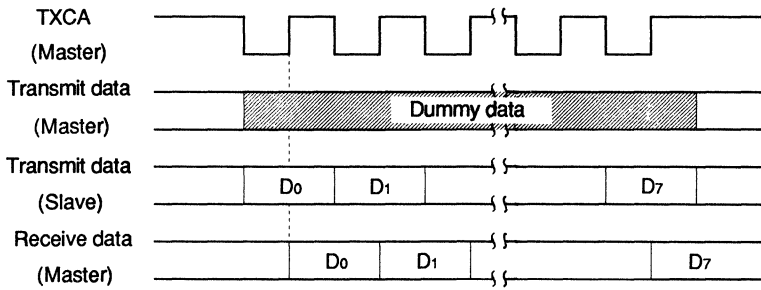 TXCA
(Master)
Transmit data
(Master)
Dummy data
Transmit data
(Slave)
D0 D1 D7
Receive data
(Master)
D0 D1 D7